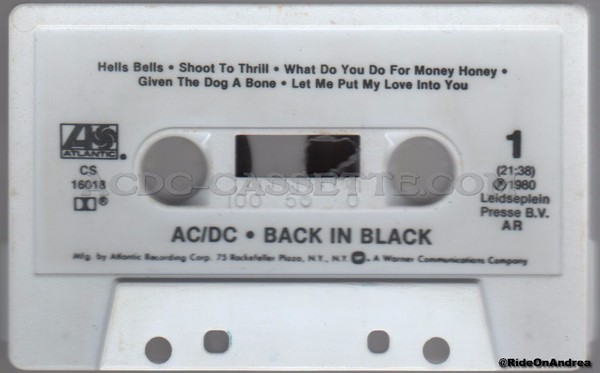 Hells Bells • Shoot To Thrill • What Do You Do For Money Honey •
Given The Dog A Bone • Let Me Put My Love Into You
ATLANTIC
CS
16018
1
(21:38)
℗1980
Leidseplein
Presse B.V.
AR
ACDC-CASSETTE.COM
100 50 0
AC/DC • BACK IN BLACK
Mfg. by Atlantic Recording Corp. 75 Rockefeller Plaza, N.Y., N.Y. • A Warner Communications Company
@RideOnAndrea